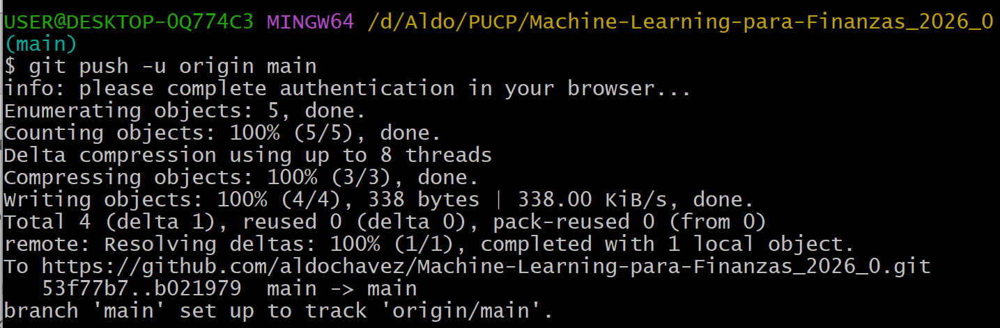 USER@DESKTOP-0Q774C3 MINGW64 /d/Aldo/PUCP/Machine-Learning-para-Finanzas_2026_0
(main)
$ git push -u origin main
info: please complete authentication in your browser...
Enumerating objects: 5, done.
Counting objects: 100% (5/5), done.
Delta compression using up to 8 threads
Compressing objects: 100% (3/3), done.
Writing objects: 100% (4/4), 338 bytes | 338.00 KiB/s, done.
Total 4 (delta 1), reused 0 (delta 0), pack-reused 0 (from 0)
remote: Resolving deltas: 100% (1/1), completed with 1 local object.
To https://github.com/aldochavez/Machine-Learning-para-Finanzas_2026_0.git
   53f77b7..b021979  main -> main
branch 'main' set up to track 'origin/main'.